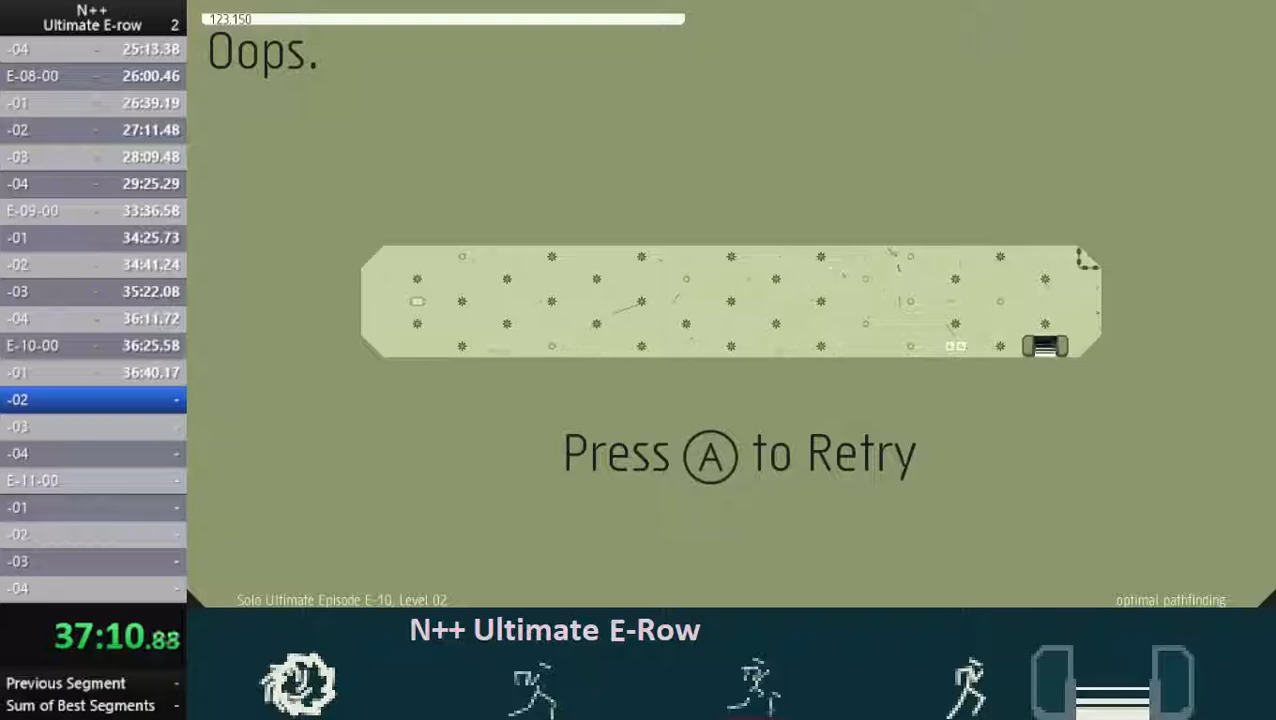 N++
Ultimate E-row 2
-04 - 25:13.38
E-08-00 - 26:00.46
-01 - 26:39.19
-02 - 27:11.48
-03 - 28:09.48
-04 - 29:25.29
E-09-00 - 33:36.58
-01 - 34:25.73
-02 - 34:41.24
-03 - 35:22.08
-04 - 36:11.72
E-10-00 - 36:25.58
-01 - 36:40.17
-02 -
-03 -
-04 -
E-11-00 -
-01 -
-02 -
-03 -
-04 -
37:10.88
Previous Segment -
Sum of Best Segments -
123.150
Oops.
Press A to Retry
Solo Ultimate Episode E-10, Level 02
optimal pathfinding
N++ Ultimate E-Row